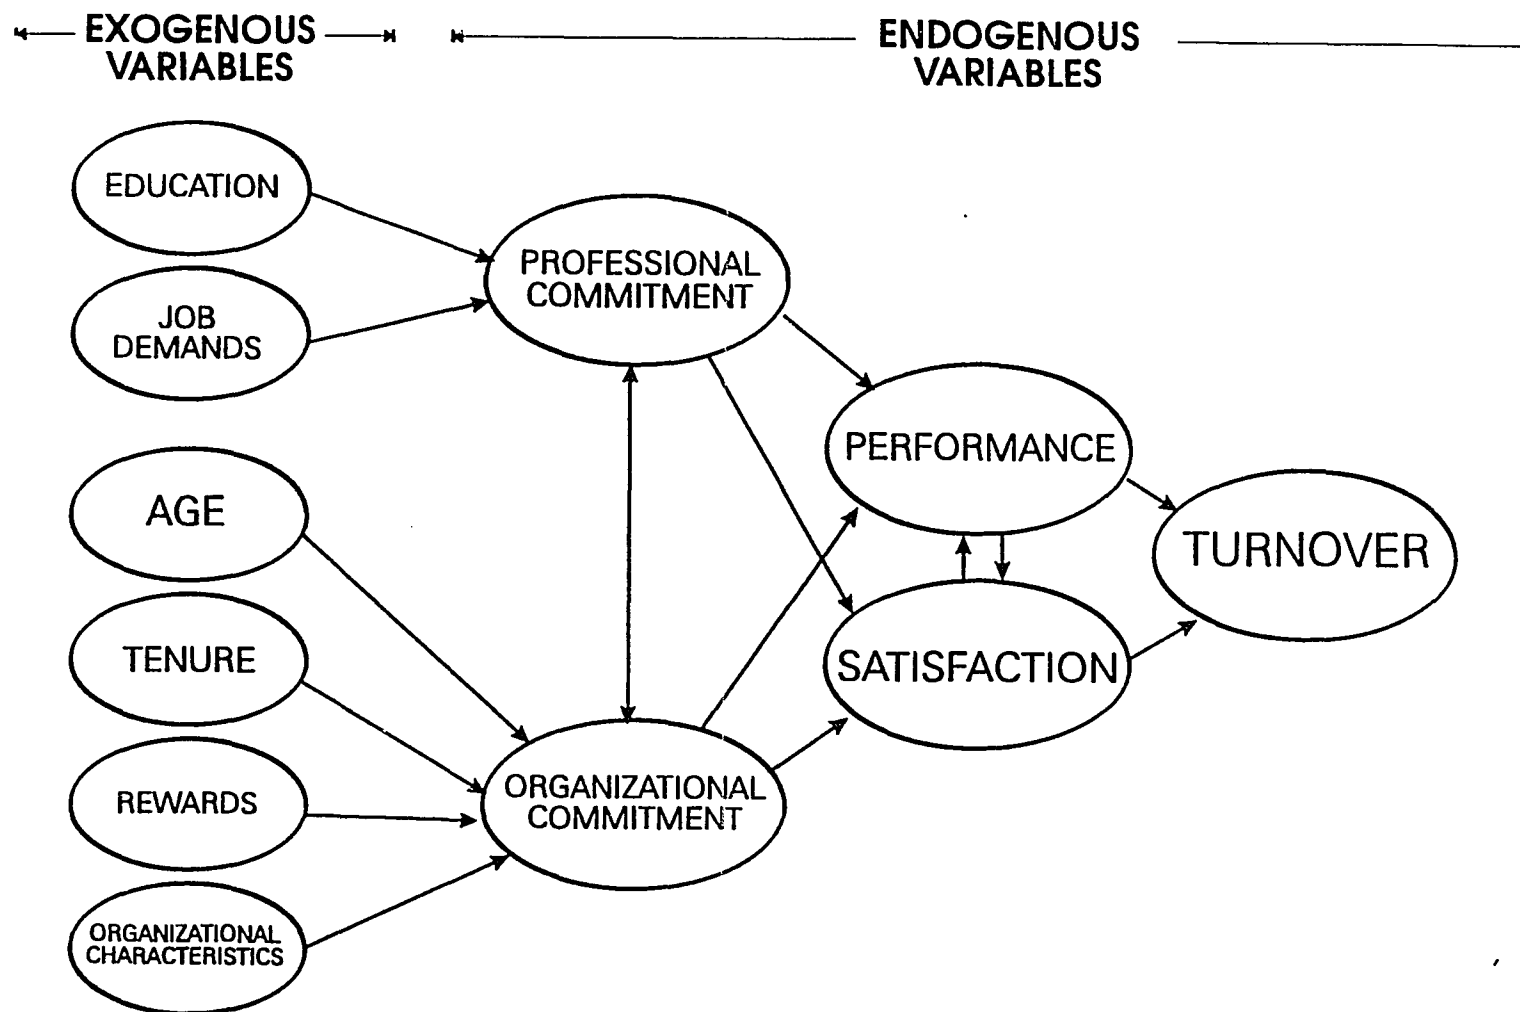 EXOGENOUS
VARIABLES
ENDOGENOUS
VARIABLES
EDUCATION
JOB
DEMANDS
AGE
TENURE
REWARDS
ORGANIZATIONAL
CHARACTERISTICS
PROFESSIONAL
COMMITMENT
ORGANIZATIONAL
COMMITMENT
PERFORMANCE
SATISFACTION
TURNOVER